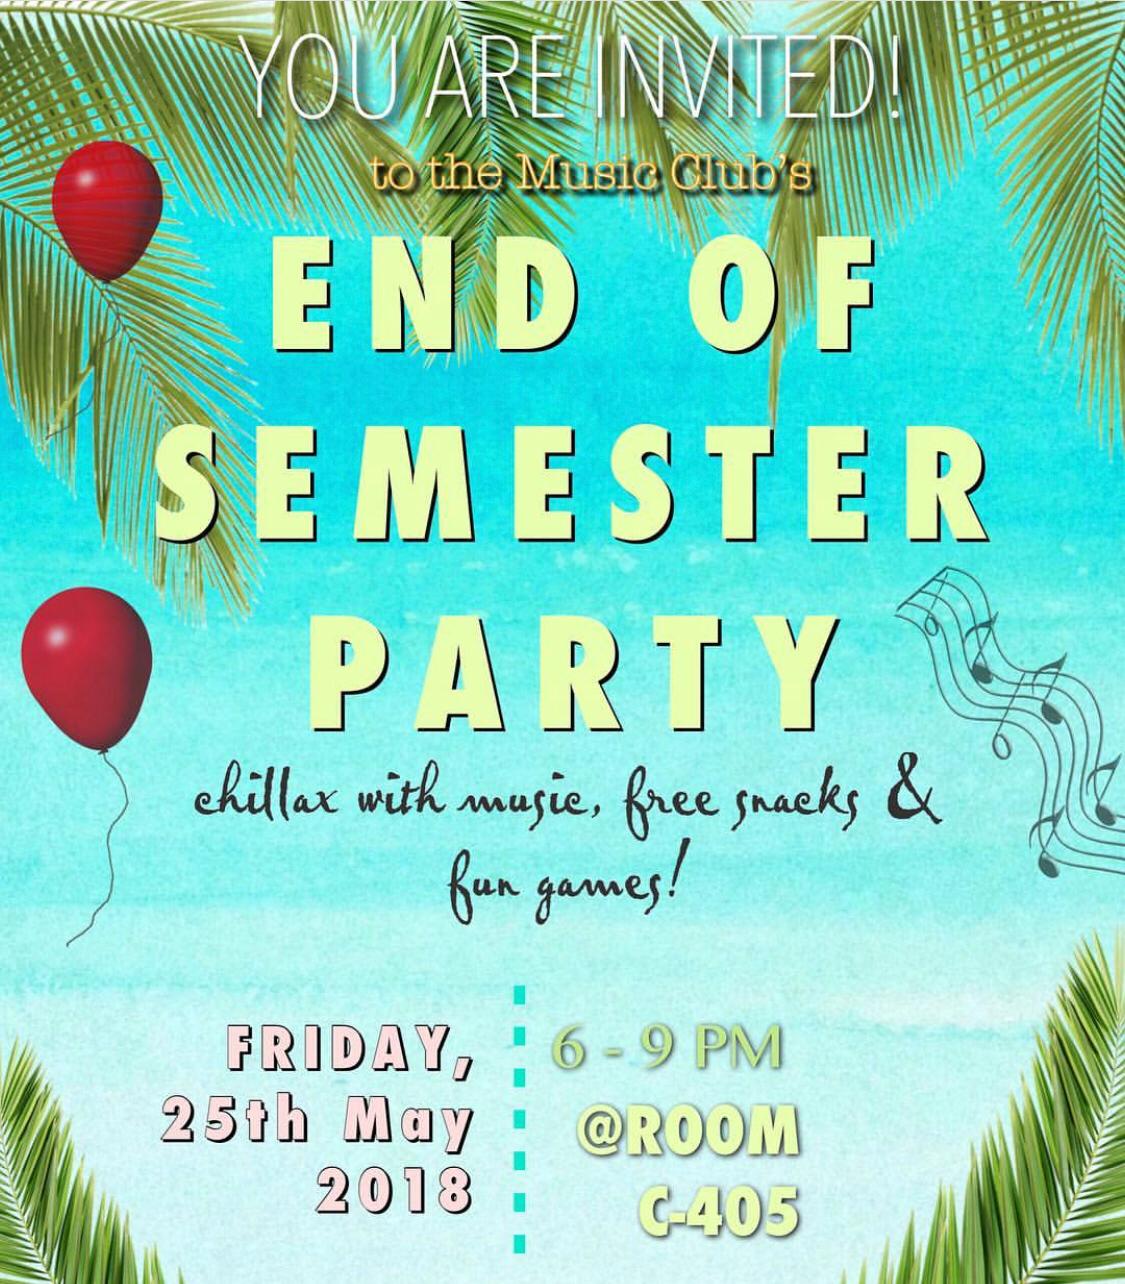 YOU ARE INVITED!
to the Music Club's
END OF
SEMESTER
PARTY
chillax with music, free snacks &
fun games!
FRIDAY,
25th May
2018
6 - 9 PM
@ROOM
C-405